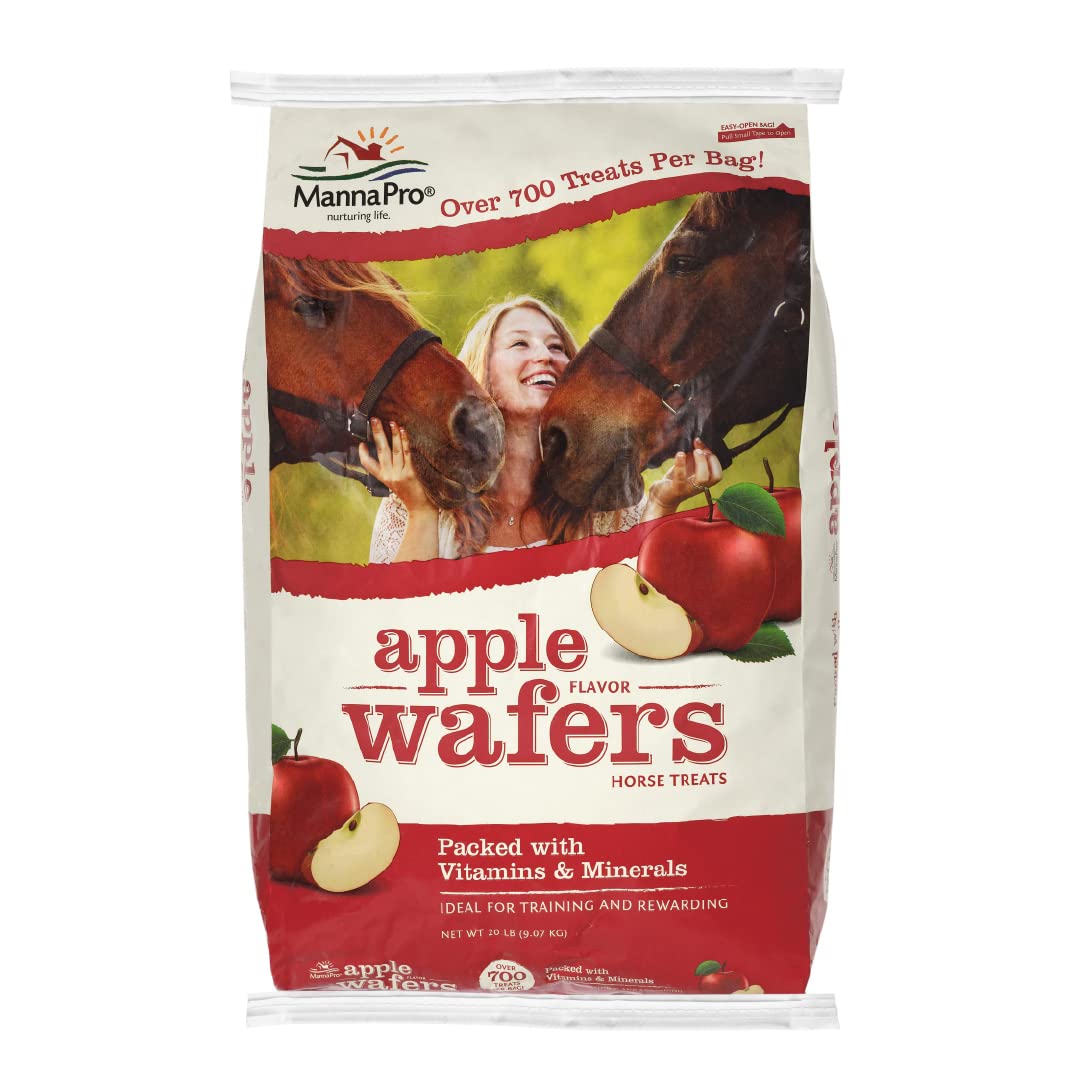 EASY-OPEN BAG!
Pull Small Tape to Open
Over 700 Treats Per Bag!
MannaPro®
nurturing life.
apple
apple
FLAVOR
wafers
HORSE TREATS
Packed with
Vitamins & Minerals
IDEAL FOR TRAINING AND REWARDING
NET WT 20 LB (9.07 KG)
MannaPro
apple
FLAVOR
wafers
OVER
700
TREATS
PER BAG!
Packed with
Vitamins & Minerals
apple
Packed with